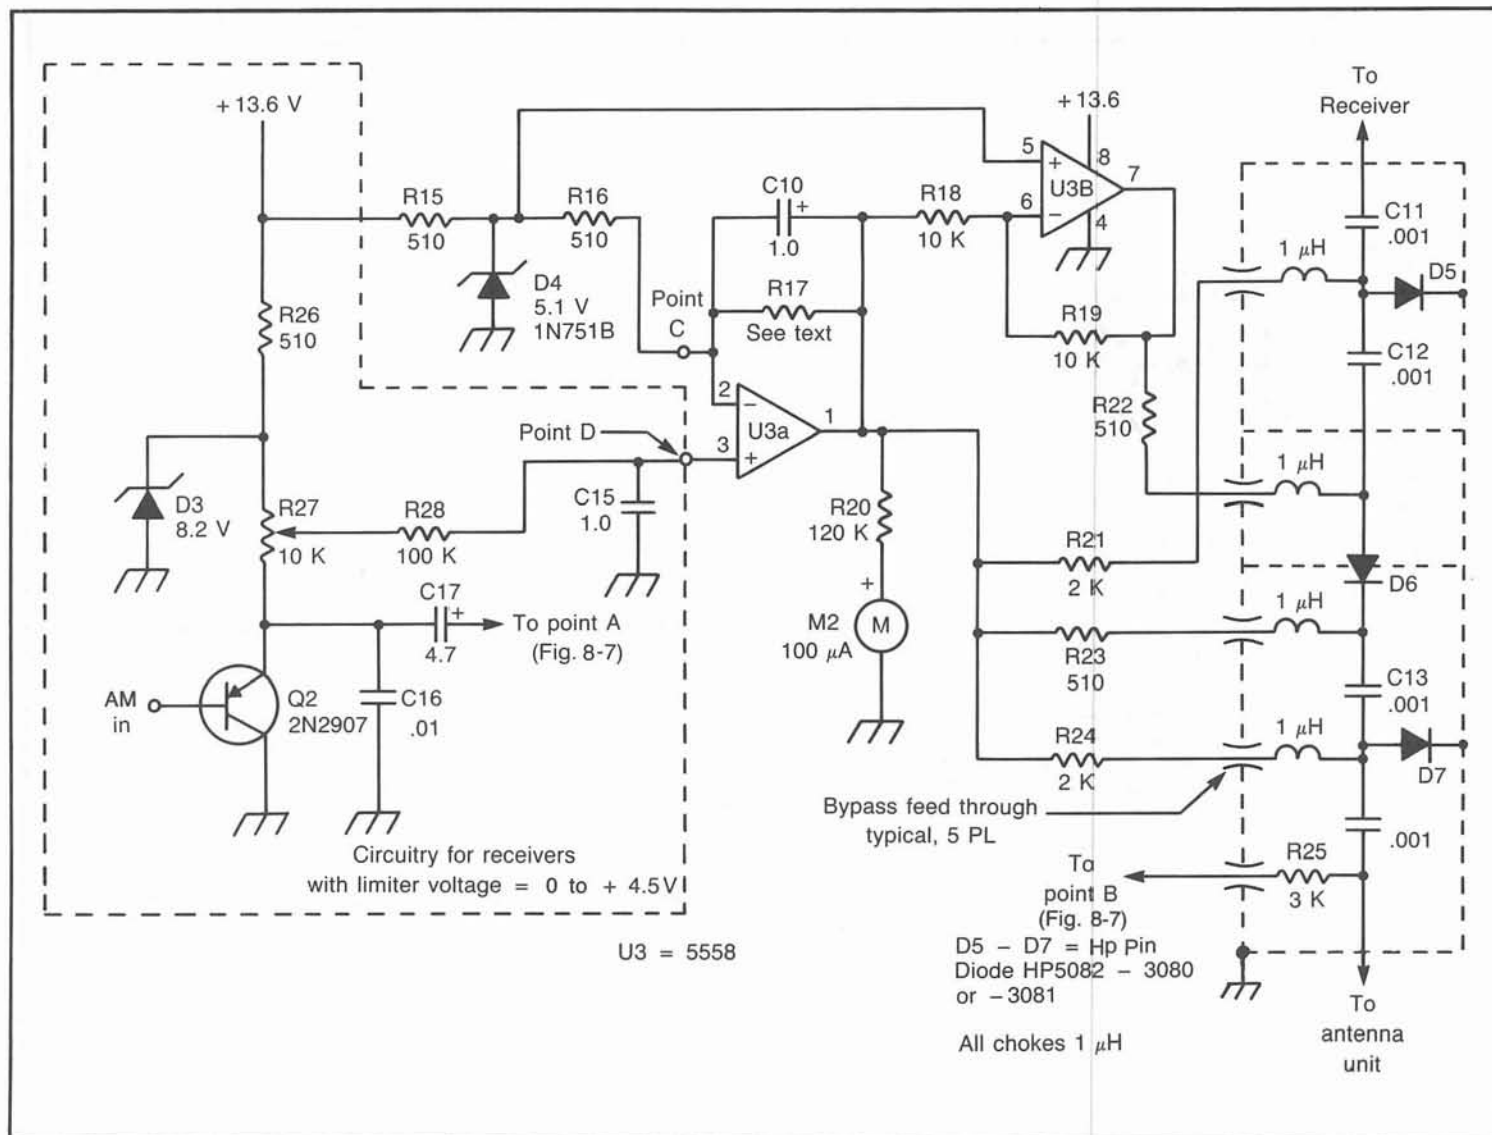 + 13.6 V
R15
510
R16
510
D4
5.1 V
1N751B
R26
510
D3
8.2 V
R27
10 K
R28
100 K
C15
1.0
Point D
Point
C
C10
+
1.0
R17
See text
2
−
3
+
U3a
1
R18
10 K
+ 13.6
5
+
6
−
U3B
8
4
7
R19
10 K
R22
510
R20
120 K
+
M
M2
100 μA
R21
2 K
R23
510
R24
2 K
C17
+
4.7
To point A
(Fig. 8-7)
AM
in
Q2
2N2907
C16
.01
Circuitry for receivers
with limiter voltage = 0 to + 4.5V
U3 = 5558
To
Receiver
C11
.001
1 μH
D5
C12
.001
1 μH
D6
1 μH
C13
.001
1 μH
D7
.001
Bypass feed through
typical, 5 PL
R25
3 K
To
point B
(Fig. 8-7)
D5 – D7 = Hp Pin
Diode HP5082 – 3080
or – 3081
All chokes 1 μH
To
antenna
unit